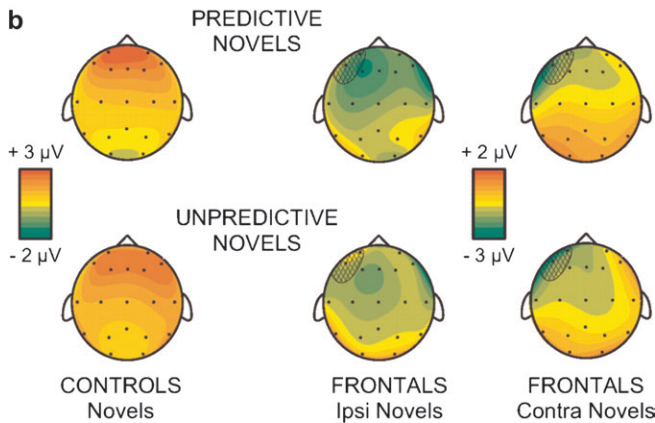 b
PREDICTIVE
NOVELS
+ 3 μV
- 2 μV
+ 2 μV
- 3 μV
UNPREDICTIVE
NOVELS
CONTROLS
Novels
FRONTALS
Ipsi Novels
FRONTALS
Contra Novels